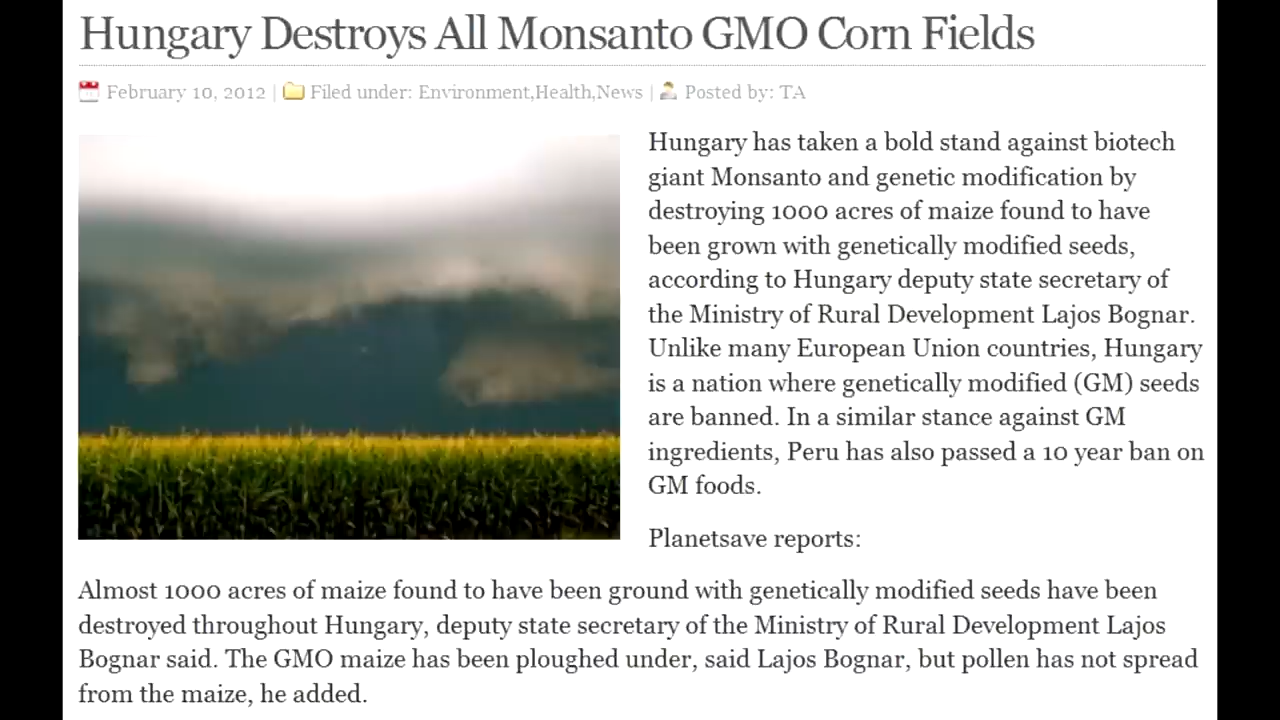 Hungary Destroys All Monsanto GMO Corn Fields
February 10, 2012 | Filed under: Environment,Health,News | Posted by: TA
Hungary has taken a bold stand against biotech
giant Monsanto and genetic modification by
destroying 1000 acres of maize found to have
been grown with genetically modified seeds,
according to Hungary deputy state secretary of
the Ministry of Rural Development Lajos Bognar.
Unlike many European Union countries, Hungary
is a nation where genetically modified (GM) seeds
are banned. In a similar stance against GM
ingredients, Peru has also passed a 10 year ban on
GM foods.
Planetsave reports:
Almost 1000 acres of maize found to have been ground with genetically modified seeds have been
destroyed throughout Hungary, deputy state secretary of the Ministry of Rural Development Lajos
Bognar said. The GMO maize has been ploughed under, said Lajos Bognar, but pollen has not spread
from the maize, he added.